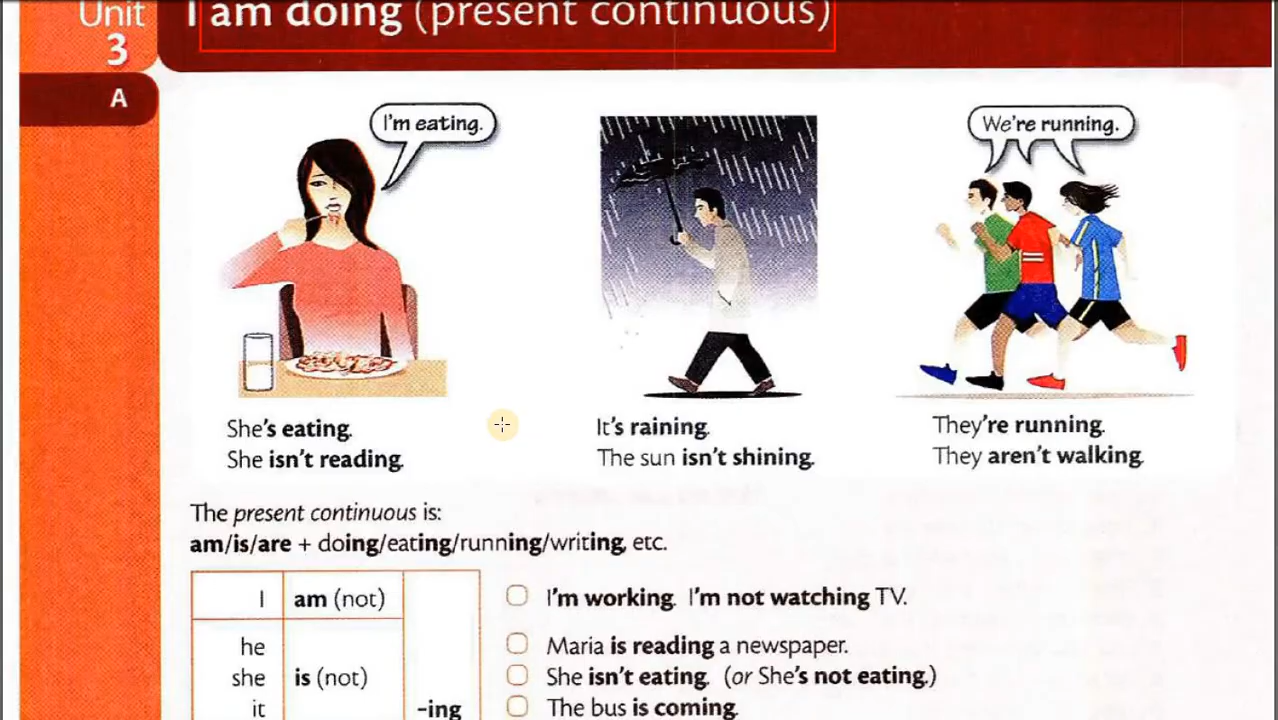 Unit
3
I am doing (present continuous)
A
I'm eating.
We're running.
She's eating.
She isn't reading.
It's raining.
The sun isn't shining.
They're running.
They aren't walking.
The present continuous is:
am/is/are + doing/eating/running/writing, etc.
I am (not)
he
she is (not)
it
-ing
I'm working. I'm not watching TV.
Maria is reading a newspaper.
She isn't eating. (or She's not eating.)
The bus is coming.